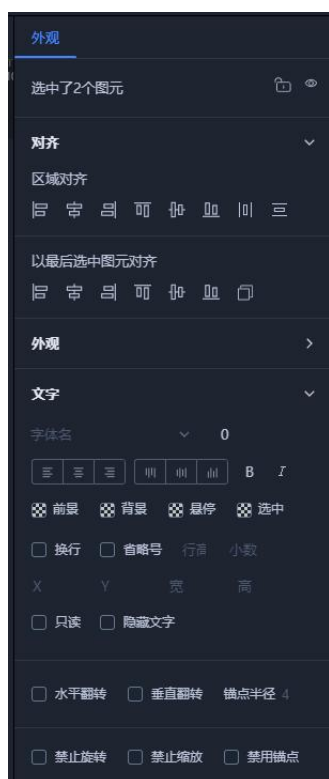 外观
选中了2个图元
对齐
区域对齐
以最后选中图元对齐
外观
文字
字体名 0
B I
前景 背景 悬停 选中
换行 省略号 行高 小数
X Y 宽 高
只读 隐藏文字
水平翻转 垂直翻转 锚点半径 4
禁止旋转 禁止缩放 禁用锚点